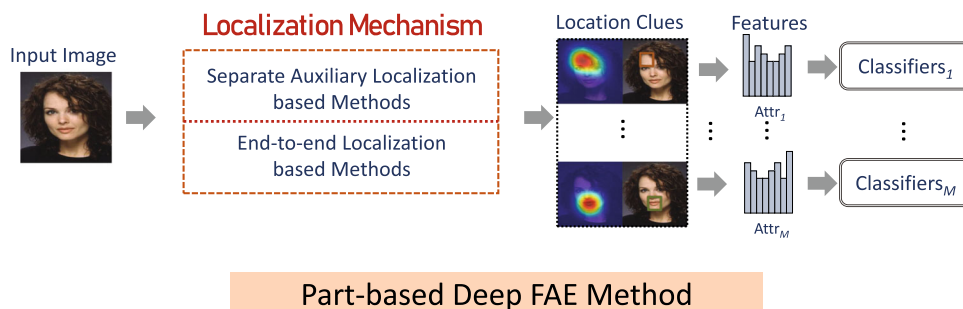 Localization Mechanism
Location Clues
Features
Input Image
Separate Auxiliary Localization
based Methods
End-to-end Localization
based Methods
Attr1
Classifiers1
AttrM
ClassifiersM
Part-based Deep FAE Method